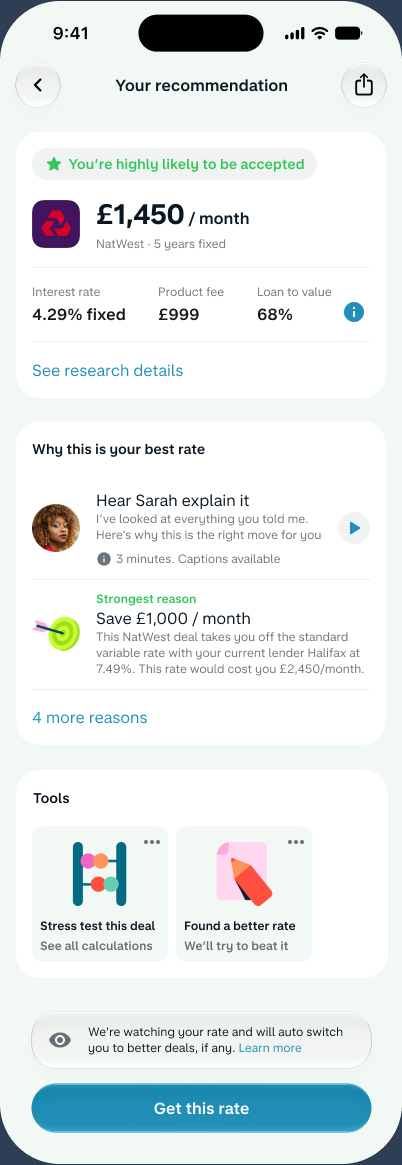 9:41
Your recommendation
You're highly likely to be accepted
£1,450 / month
NatWest · 5 years fixed
Interest rate
Product fee
Loan to value
4.29% fixed
£999
68%
See research details
Why this is your best rate
Hear Sarah explain it
I've looked at everything you told me.
Here's why this is the right move for you
3 minutes. Captions available
Strongest reason
Save £1,000 / month
This NatWest deal takes you off the standard
variable rate with your current lender Halifax at
7.49%. This rate would cost you £2,450/month.
4 more reasons
Tools
Stress test this deal
See all calculations
Found a better rate
We'll try to beat it
We're watching your rate and will auto switch
you to better deals, if any. Learn more
Get this rate